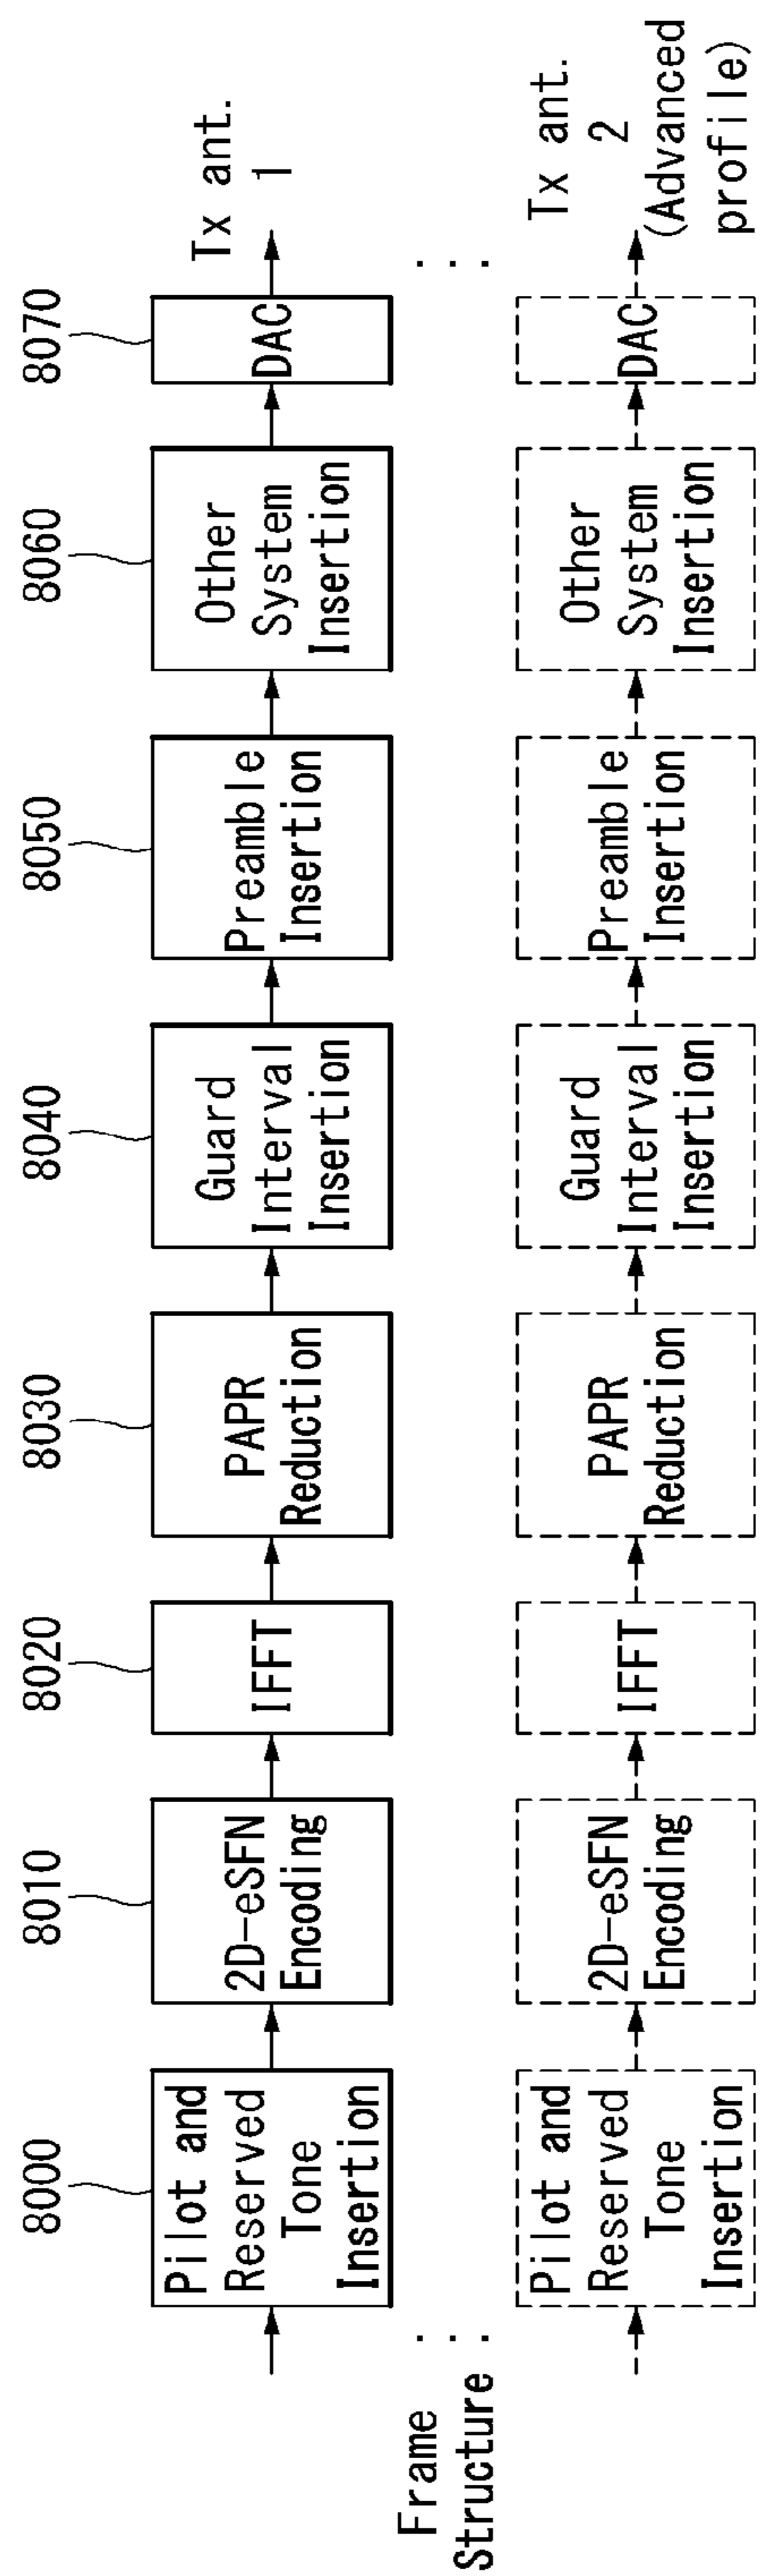 8000
8010
8020
8030
8040
8050
8060
8070
Pilot and
Reserved
Tone
Insertion
2D-eSFN
Encoding
IFFT
PAPR
Reduction
Guard
Interval
Insertion
Preamble
Insertion
Other
System
Insertion
DAC
Tx ant.
1
Frame
Structure
...
...
Pilot and
Reserved
Tone
Insertion
2D-eSFN
Encoding
IFFT
PAPR
Reduction
Guard
Interval
Insertion
Preamble
Insertion
Other
System
Insertion
DAC
Tx ant.
2
(Advanced
profile)